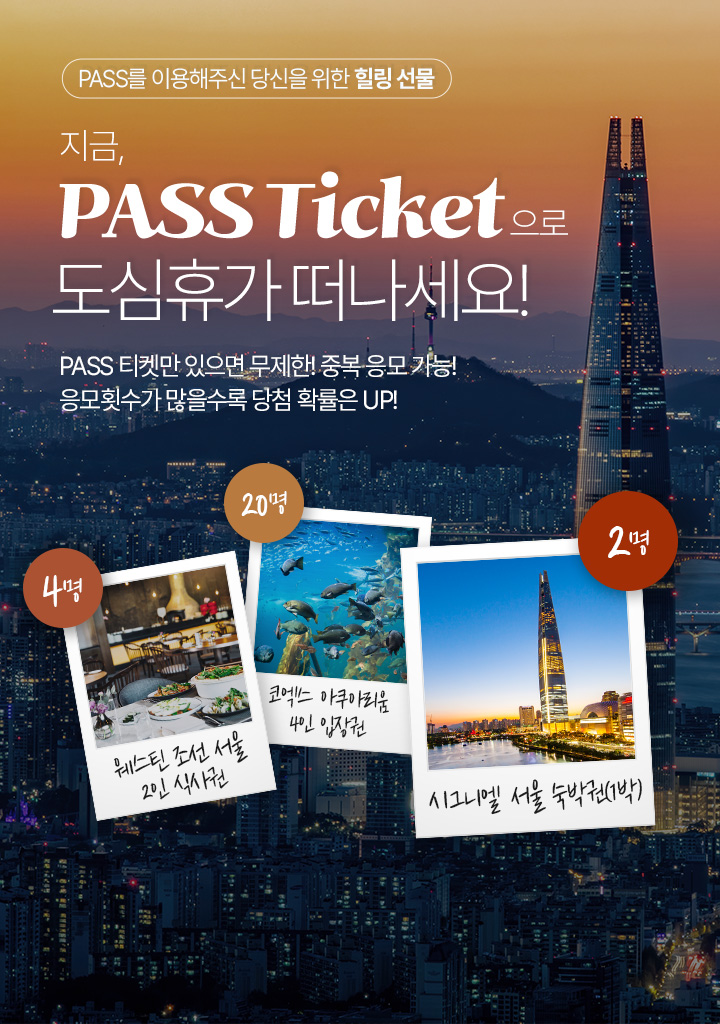 PASS를 이용해주신 당신을 위한 힐링 선물
지금,
PASS Ticket으로
도심휴가 떠나세요!
PASS 티켓만 있으면 무제한! 중복 응모 가능!
응모횟수가 많을수록 당첨 확률은 UP!
4명
웨스틴 조선 서울
2인 식사권
20명
코엑스 아쿠아리움
4인 입장권
2명
시그니엘 서울 숙박권(1박)